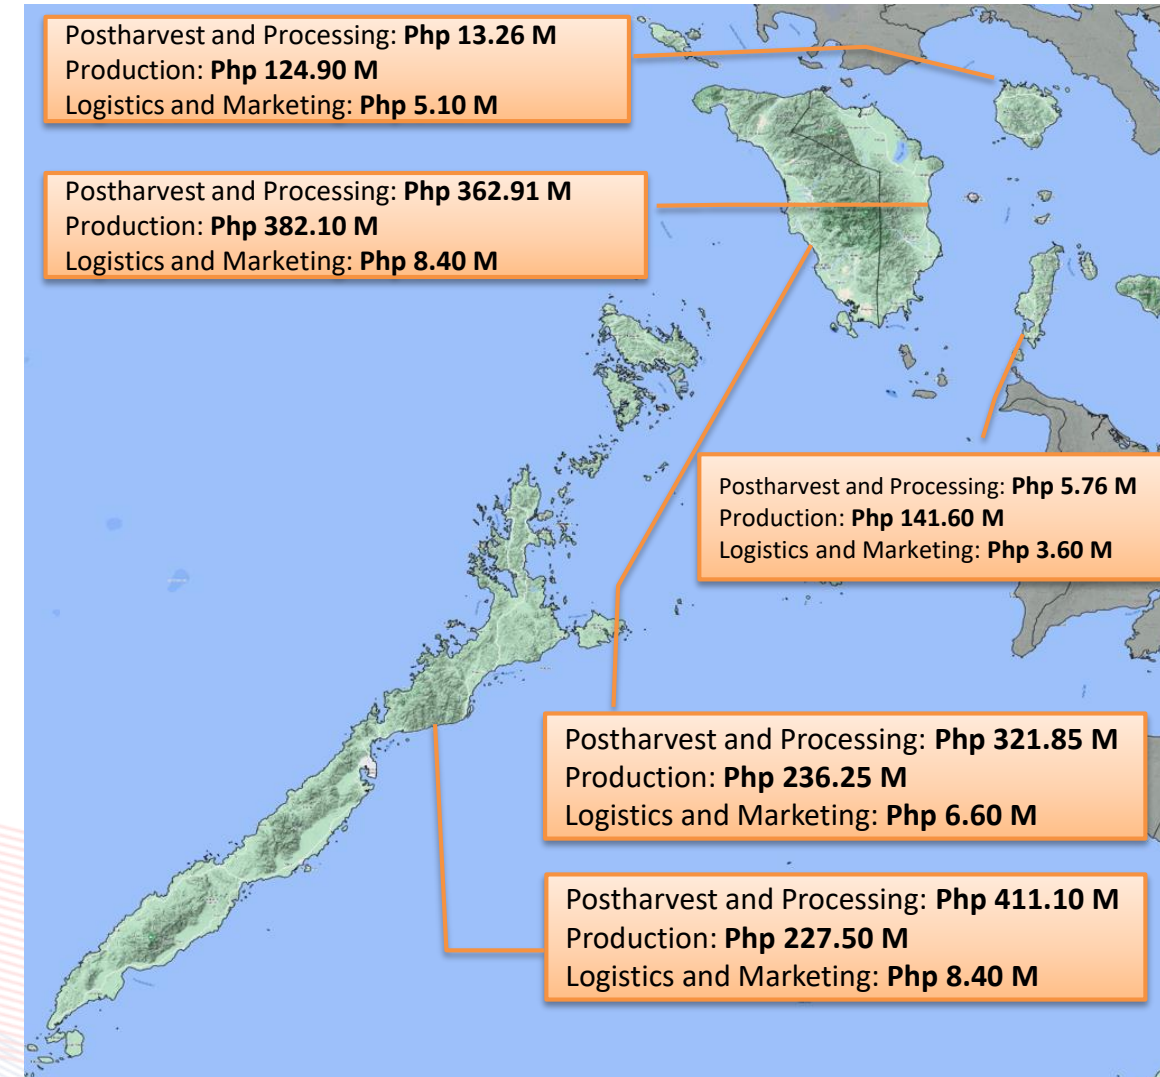 Postharvest and Processing: Php 13.26 M
Production: Php 124.90 M
Logistics and Marketing: Php 5.10 M
Postharvest and Processing: Php 362.91 M
Production: Php 382.10 M
Logistics and Marketing: Php 8.40 M
Postharvest and Processing: Php 5.76 M
Production: Php 141.60 M
Logistics and Marketing: Php 3.60 M
Postharvest and Processing: Php 321.85 M
Production: Php 236.25 M
Logistics and Marketing: Php 6.60 M
Postharvest and Processing: Php 411.10 M
Production: Php 227.50 M
Logistics and Marketing: Php 8.40 M